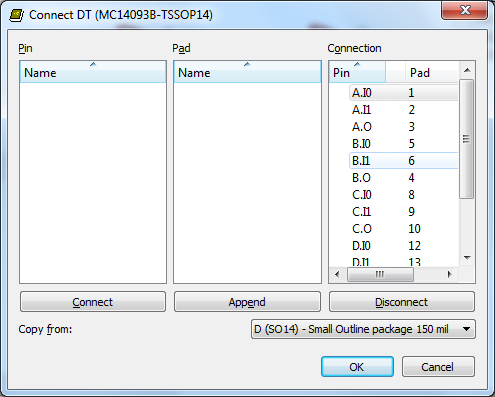 Connect DT (MC14093B-TSSOP14)
Pin Pad Connection
Name Name Pin Pad
A.I0 1
A.I1 2
A.O 3
B.I0 5
B.I1 6
B.O 4
C.I0 8
C.I1 9
C.O 10
D.I0 12
D.I1 13
Connect Append Disconnect
Copy from: D (SO14) - Small Outline package 150 mil
OK Cancel